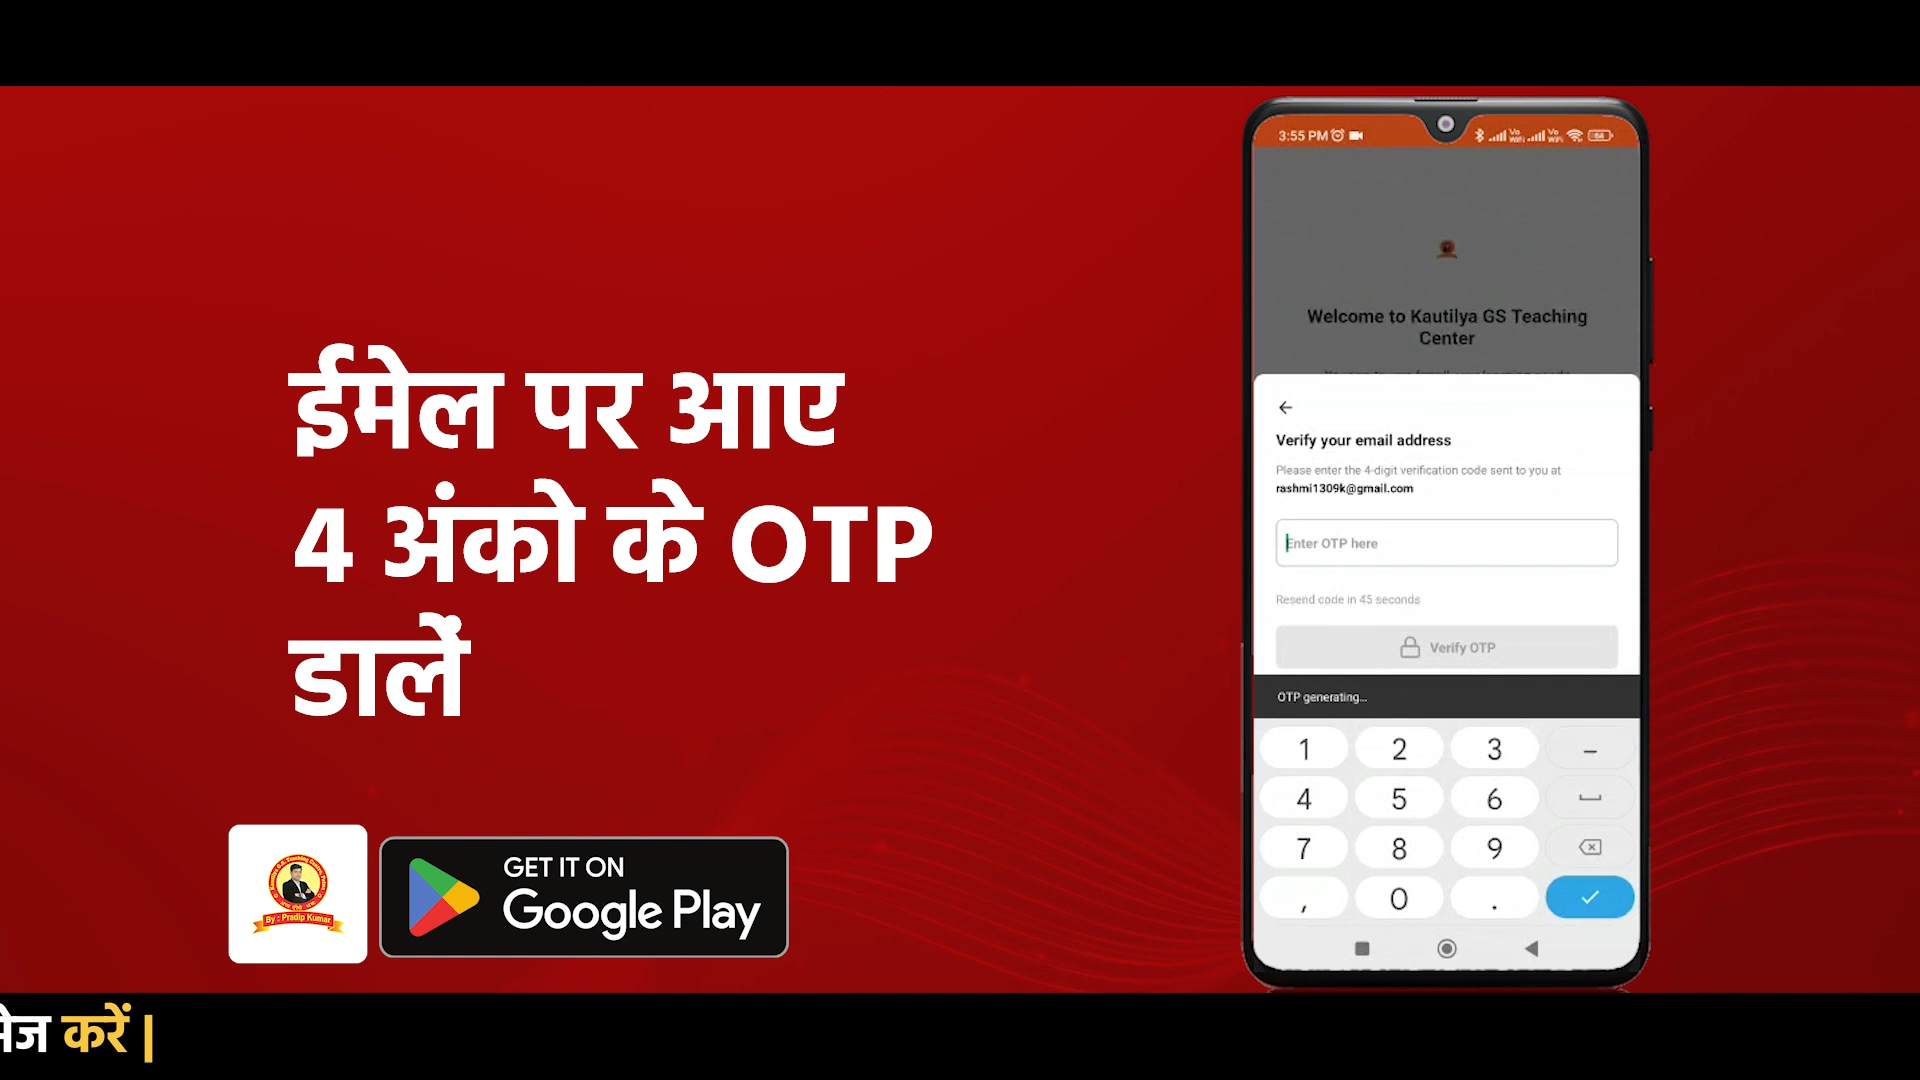 ईमेल पर आए
4 अंको के OTP
डालें
By : Pradip Kumar
GET IT ON
Google Play
3:55 PM
64
Welcome to Kautilya GS Teaching
Center
Verify your email address
Please enter the 4-digit verification code sent to you at
rashmi1309k@gmail.com
Enter OTP here
Resend code in 45 seconds
Verify OTP
OTP generating...
1 2 3 -
4 5 6
7 8 9
, 0 .
करें |